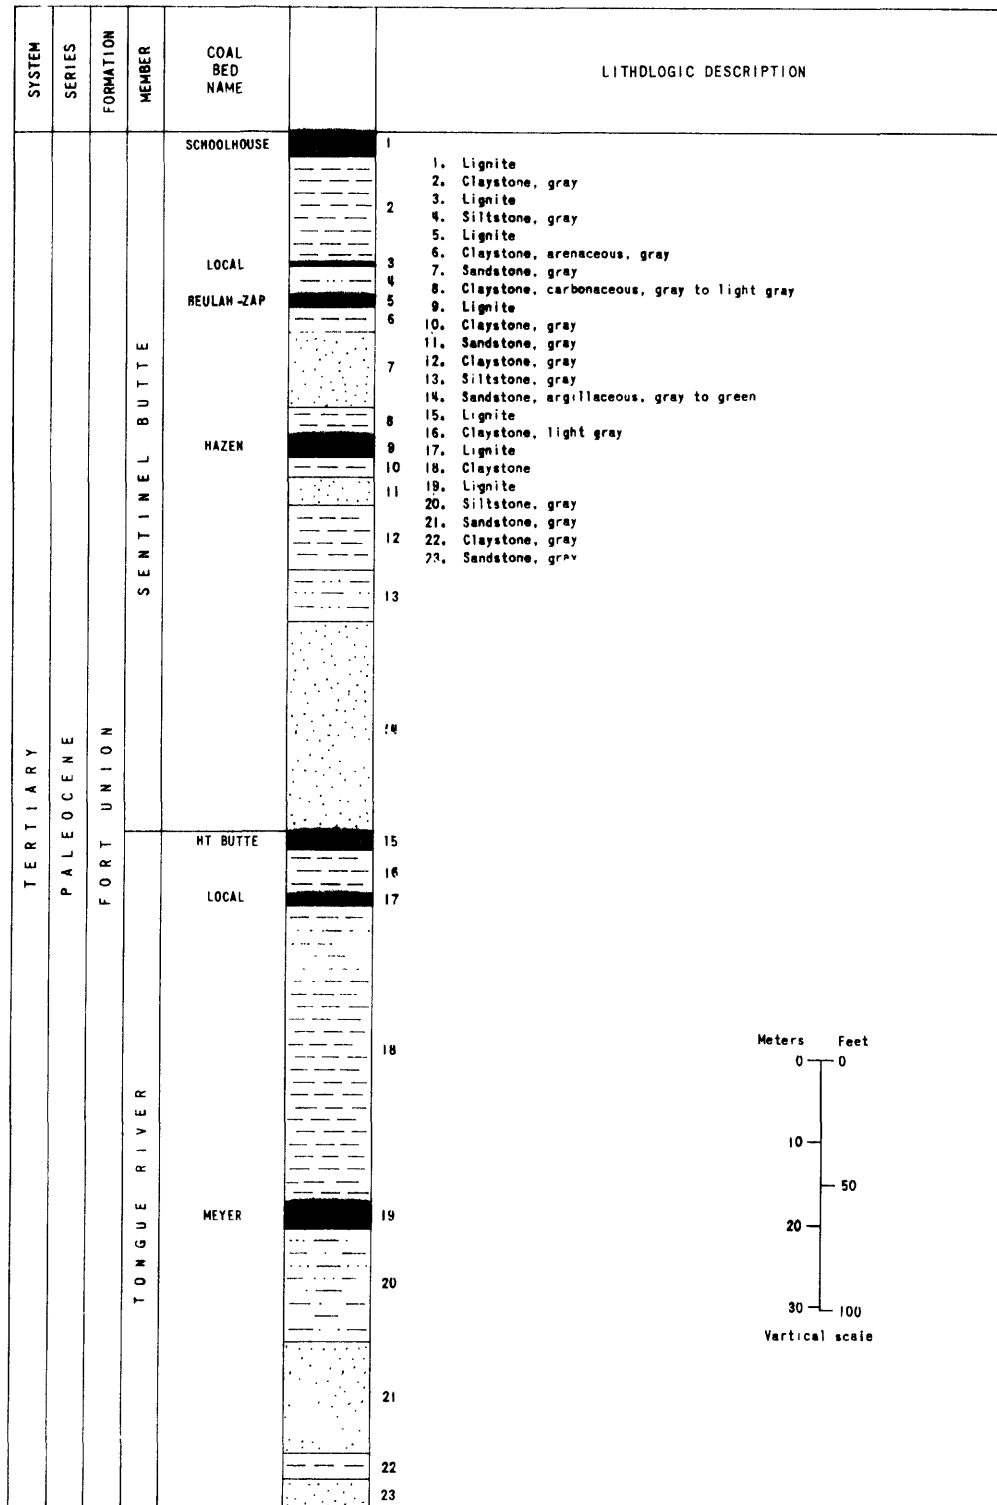 SYSTEM
SERIES
FORMATION
MEMBER
COAL
BED
NAME
LITHDLOGIC DESCRIPTION
SCHOOLHOUSE
LOCAL
BEULAH-ZAP
HAZEN
HT BUTTE
LOCAL
MEYER
TERTIARY
PALEOCENE
FORT UNION
SENTINEL BUTTE
TONGUE RIVER
1
2
3
4
5
6
7
8
9
10
11
12
13
14
15
16
17
18
19
20
21
22
23
1. Lignite
2. Claystone, gray
3. Lignite
4. Siltstone, gray
5. Lignite
6. Claystone, arenaceous, gray
7. Sandstone, gray
8. Claystone, carbonaceous, gray to light gray
9. Lignite
10. Claystone, gray
11. Sandstone, gray
12. Claystone, gray
13. Siltstone, gray
14. Sandstone, argillaceous, gray to green
15. Lignite
16. Claystone, light gray
17. Lignite
18. Claystone
19. Lignite
20. Siltstone, gray
21. Sandstone, gray
22. Claystone, gray
23. Sandstone, gray
Meters Feet
0 0
10
50
20
30 100
Vartical scale